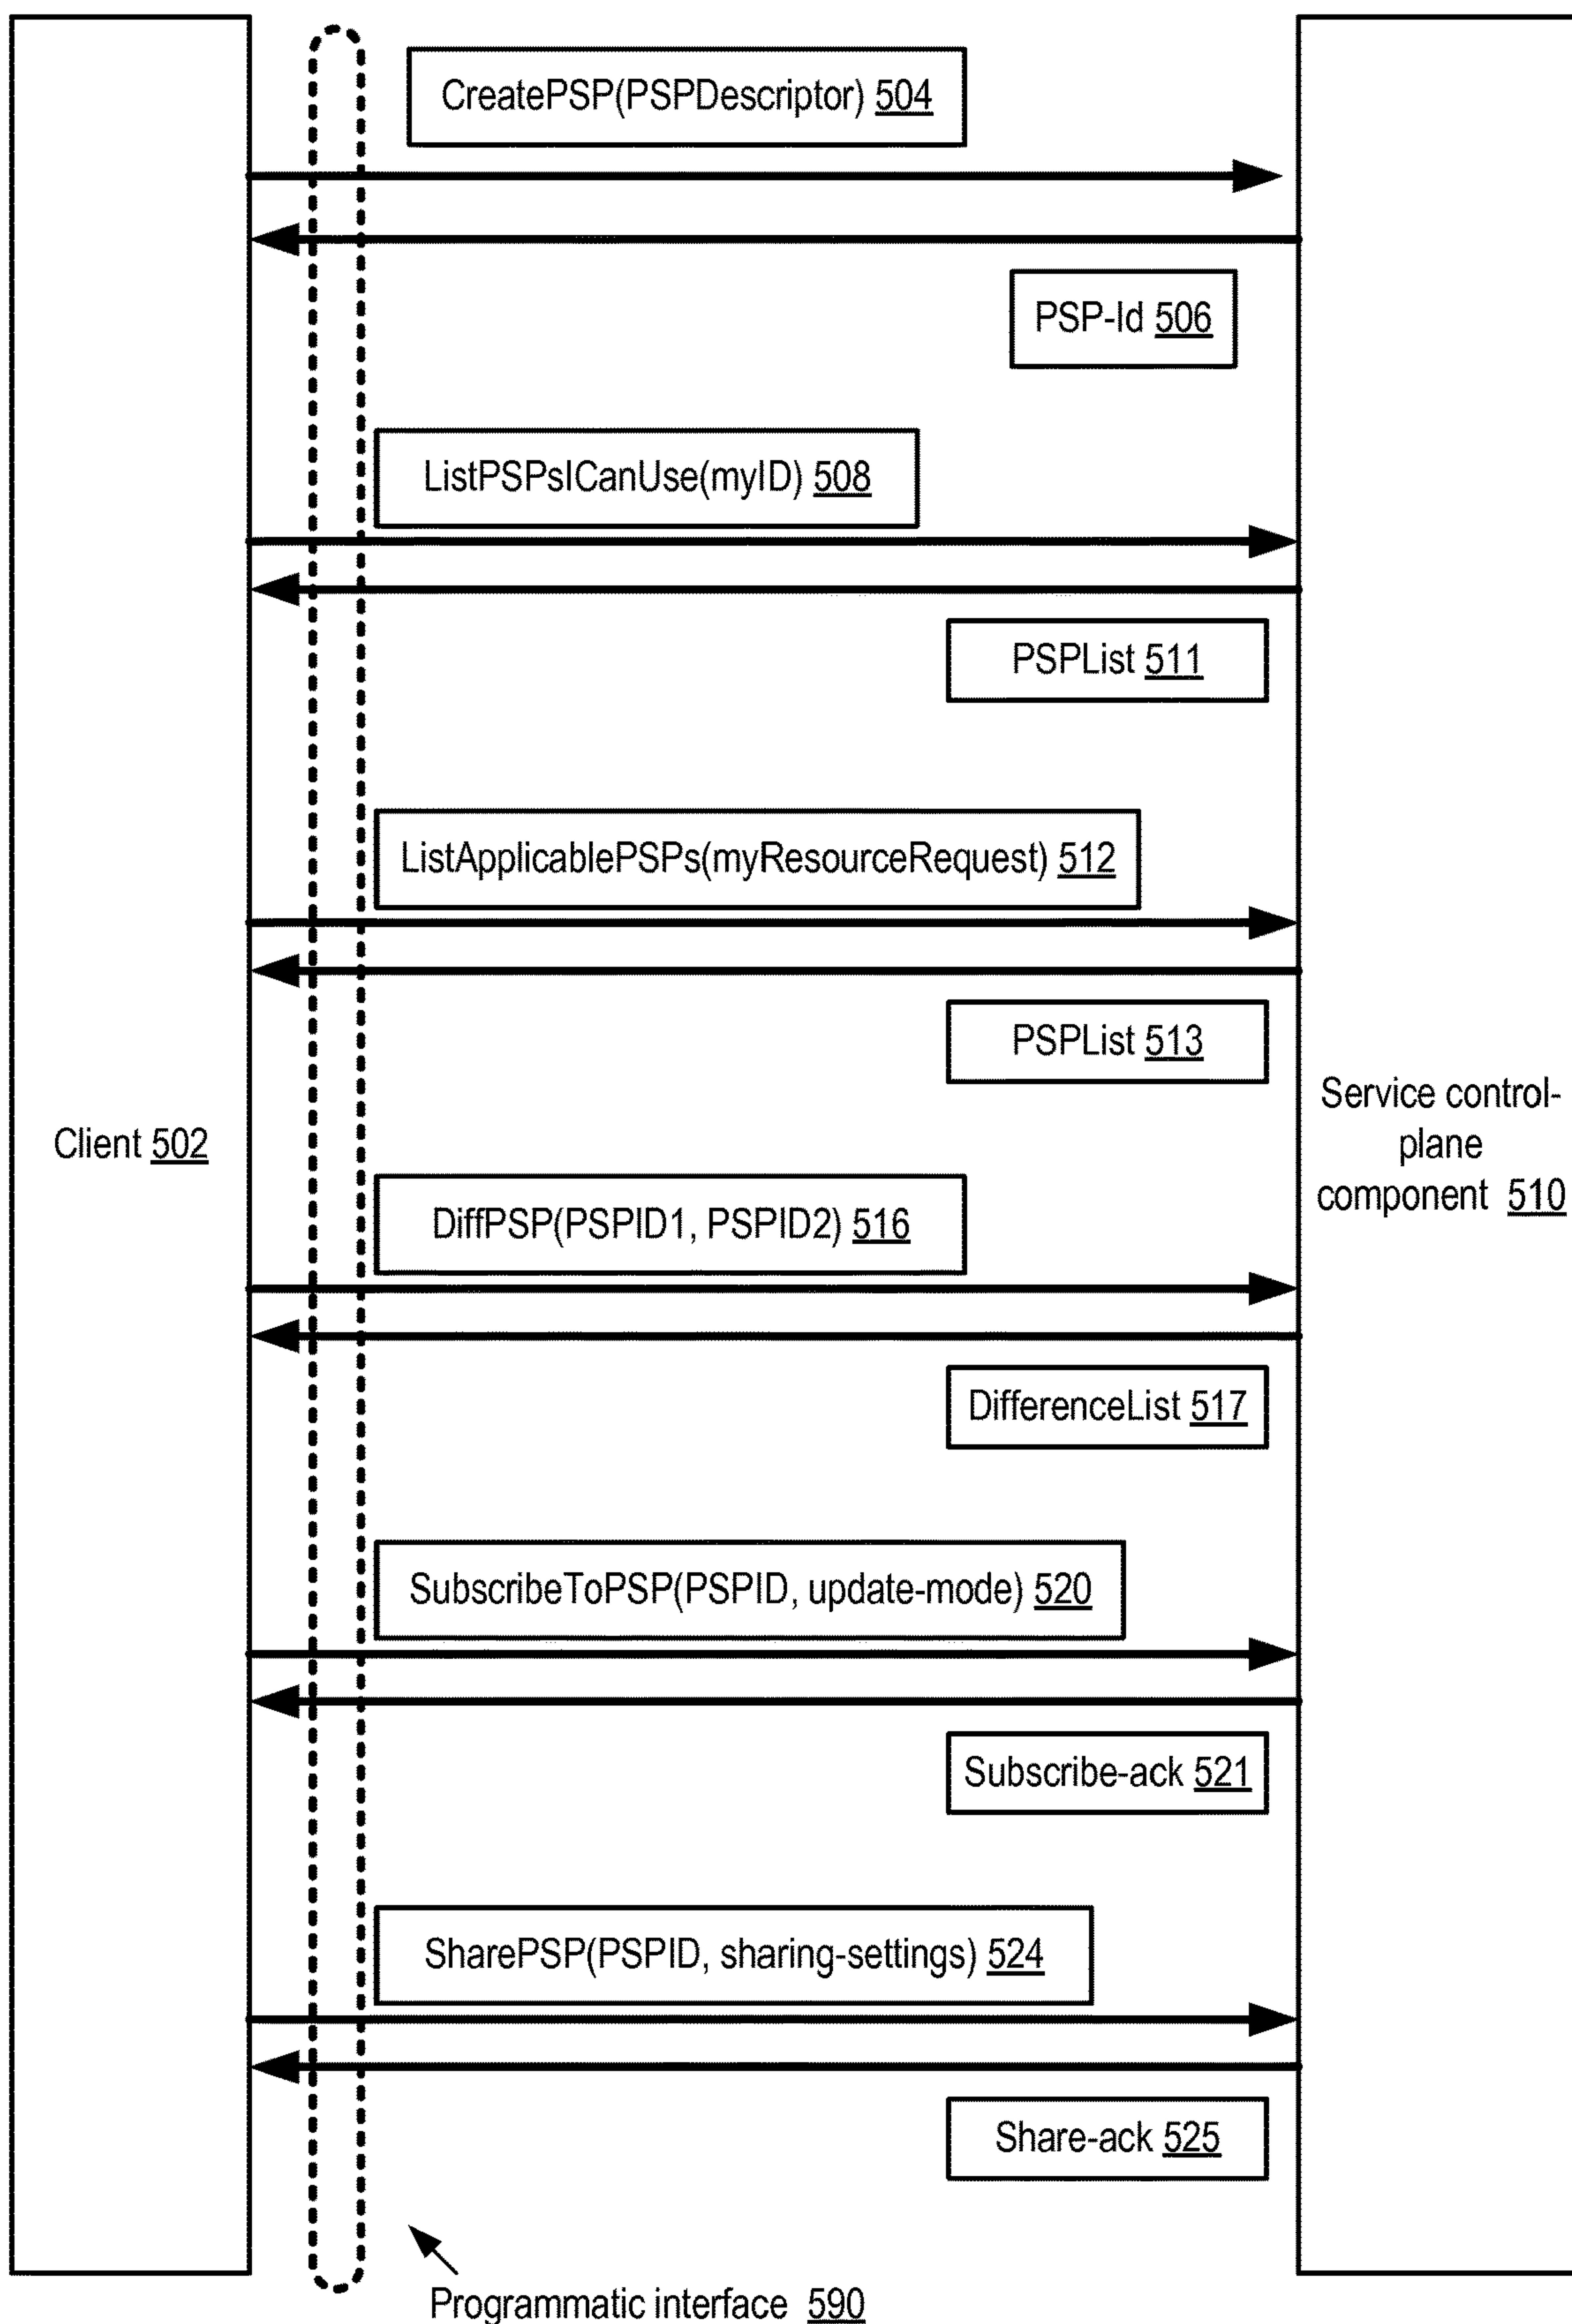 CreatePSP(PSPDescriptor) 504
PSP-Id 506
ListPSPsICanUse(myID) 508
PSPList 511
ListApplicablePSPs(myResourceRequest) 512
PSPList 513
Client 502
Service control-
plane
component 510
DiffPSP(PSPID1, PSPID2) 516
DifferenceList 517
SubscribeToPSP(PSPID, update-mode) 520
Subscribe-ack 521
SharePSP(PSPID, sharing-settings) 524
Share-ack 525
Programmatic interface 590